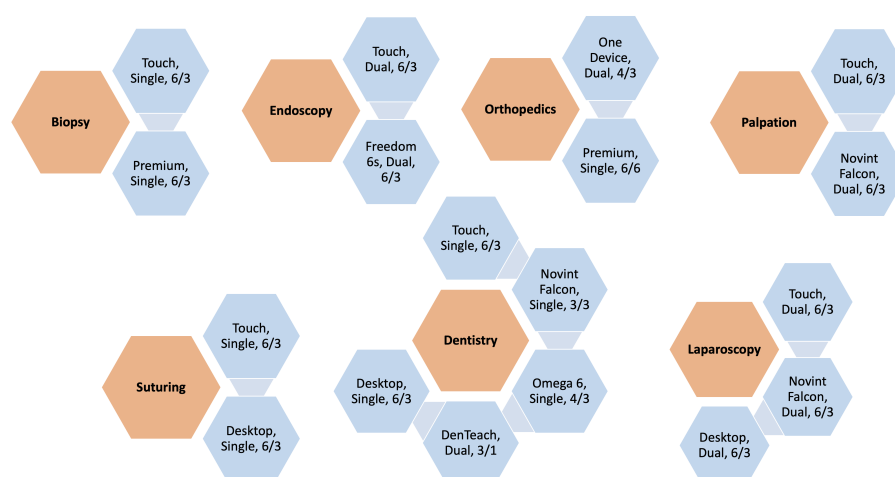 Biopsy
Touch,
Single, 6/3
Premium,
Single, 6/3
Endoscopy
Touch,
Dual, 6/3
Freedom
6s, Dual,
6/3
Orthopedics
One
Device,
Dual, 4/3
Premium,
Single, 6/6
Palpation
Touch,
Dual, 6/3
Novint
Falcon,
Dual, 6/3
Suturing
Touch,
Single, 6/3
Desktop,
Single, 6/3
Dentistry
Touch,
Single, 6/3
Novint
Falcon,
Single, 3/3
Omega 6,
Single, 4/3
DenTeach,
Dual, 3/1
Desktop,
Single, 6/3
Laparoscopy
Touch,
Dual, 6/3
Novint
Falcon,
Dual, 6/3
Desktop,
Dual, 6/3